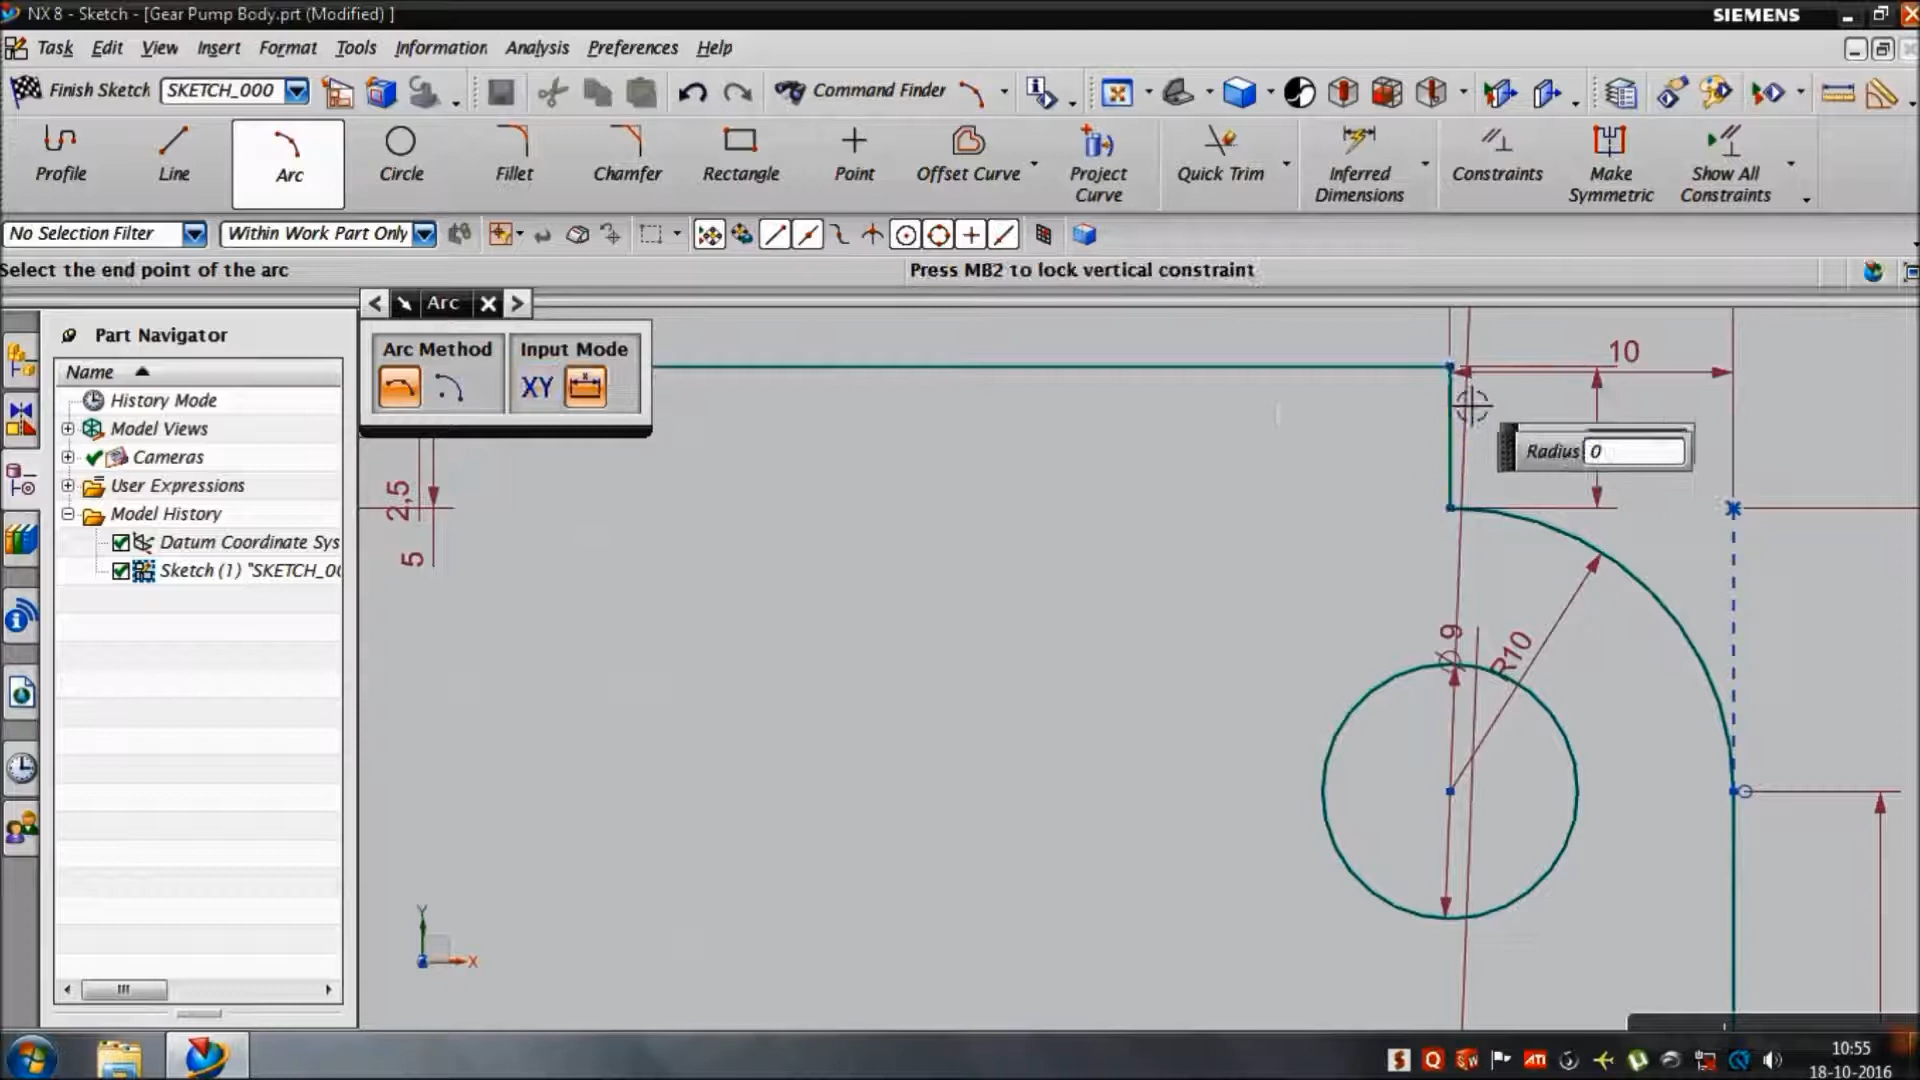 NX 8 - Sketch - [Gear Pump Body.prt (Modified) ]
SIEMENS
Task Edit View Insert Format Tools Information Analysis Preferences Help
Finish Sketch SKETCH_000 Command Finder
Profile Line Arc Circle Fillet Chamfer Rectangle Point Offset Curve Project Curve Quick Trim Inferred Dimensions Constraints Make Symmetric Show All Constraints
No Selection Filter Within Work Part Only
Select the end point of the arc
Press MB2 to lock vertical constraint
Arc
Part Navigator
Arc Method Input Mode
XY
Name
History Mode
Model Views
Cameras
User Expressions
Model History
Datum Coordinate Sys
Sketch (1) "SKETCH_00
10
Radius 0
2,5
5
Ø 9
R10
Y
X
10:55
18-10-2016